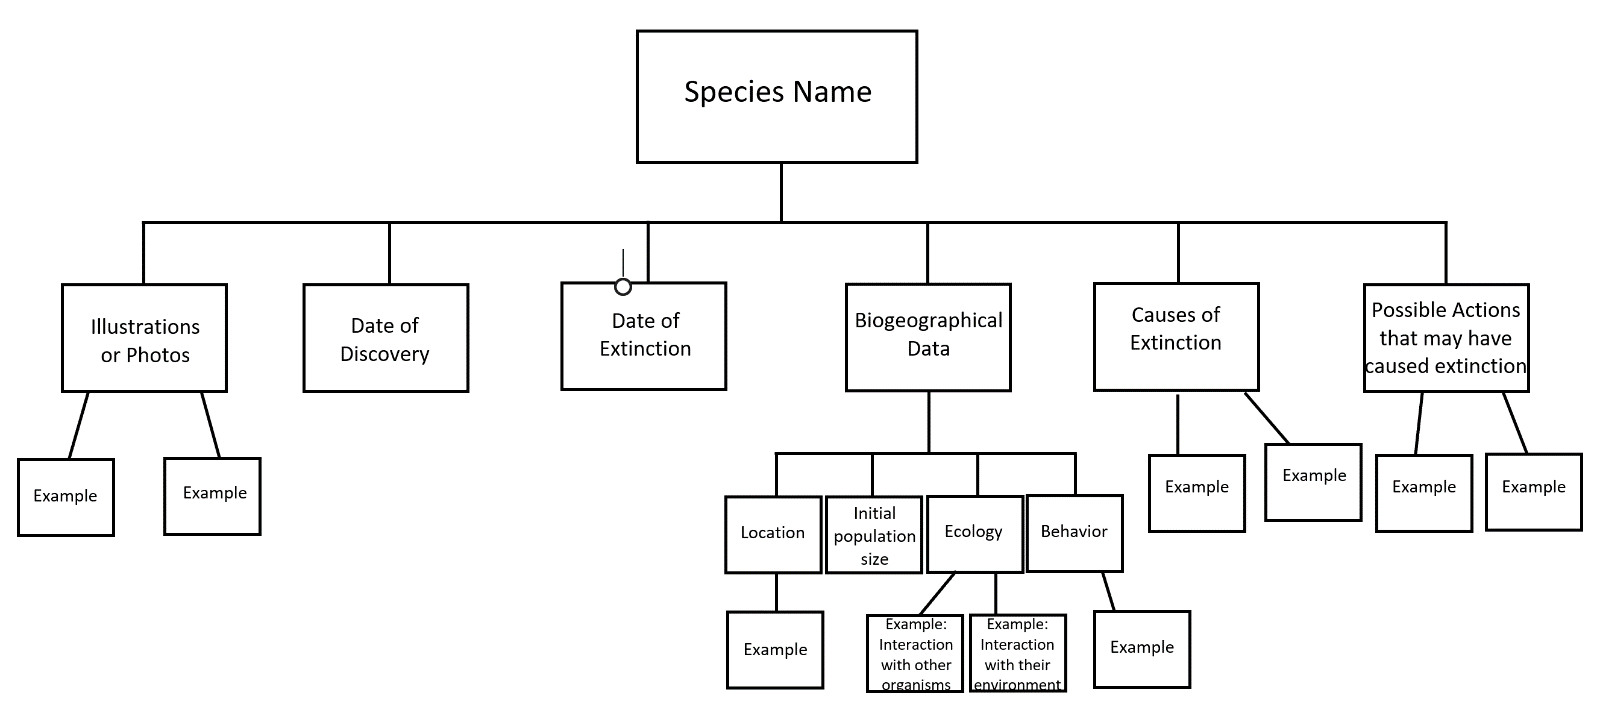 Species Name
Illustrations
or Photos
Date of
Discovery
Date of
Extinction
Biogeographical
Data
Causes of
Extinction
Possible Actions
that may have
caused extinction
Example
Example
Location
Initial
population
size
Ecology
Behavior
Example
Example
Example
Example
Example
Example:
Interaction
with other
organisms
Example:
Interaction
with their
environment
Example